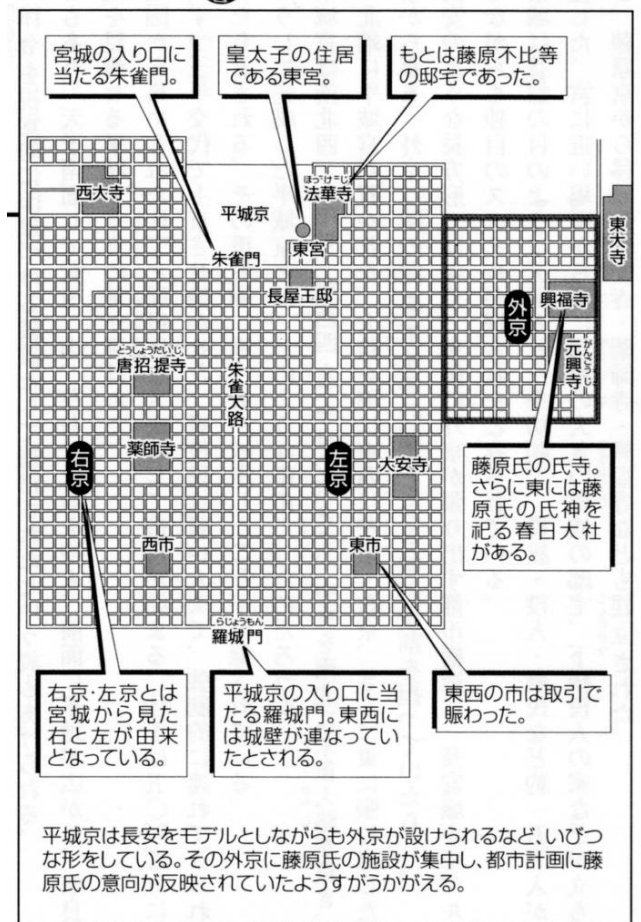 宮城の入り口に
当たる朱雀門。
皇太子の住居
である東宮。
もとは藤原不比等
の邸宅であった。
西大寺
平城京
ほっけじ
法華寺
東宮
朱雀門
長屋王邸
東大寺
外京
興福寺
がんごうじ
元興寺
とうしょうだいじ
唐招提寺
朱雀大路
薬師寺
右京
左京
大安寺
藤原氏の氏寺。
さらに東には藤
原氏の氏神を
祀る春日大社
がある。
西市
東市
らじょうもん
羅城門
右京・左京とは
宮城から見た
右と左が由来
となっている。
平城京の入り口に当
たる羅城門。東西に
は城壁が連なってい
たとされる。
東西の市は取引で
賑わった。
平城京は長安をモデルとしながらも外京が設けられるなど、いびつ
な形をしている。その外京に藤原氏の施設が集中し、都市計画に藤
原氏の意向が反映されていたようすがうかがえる。